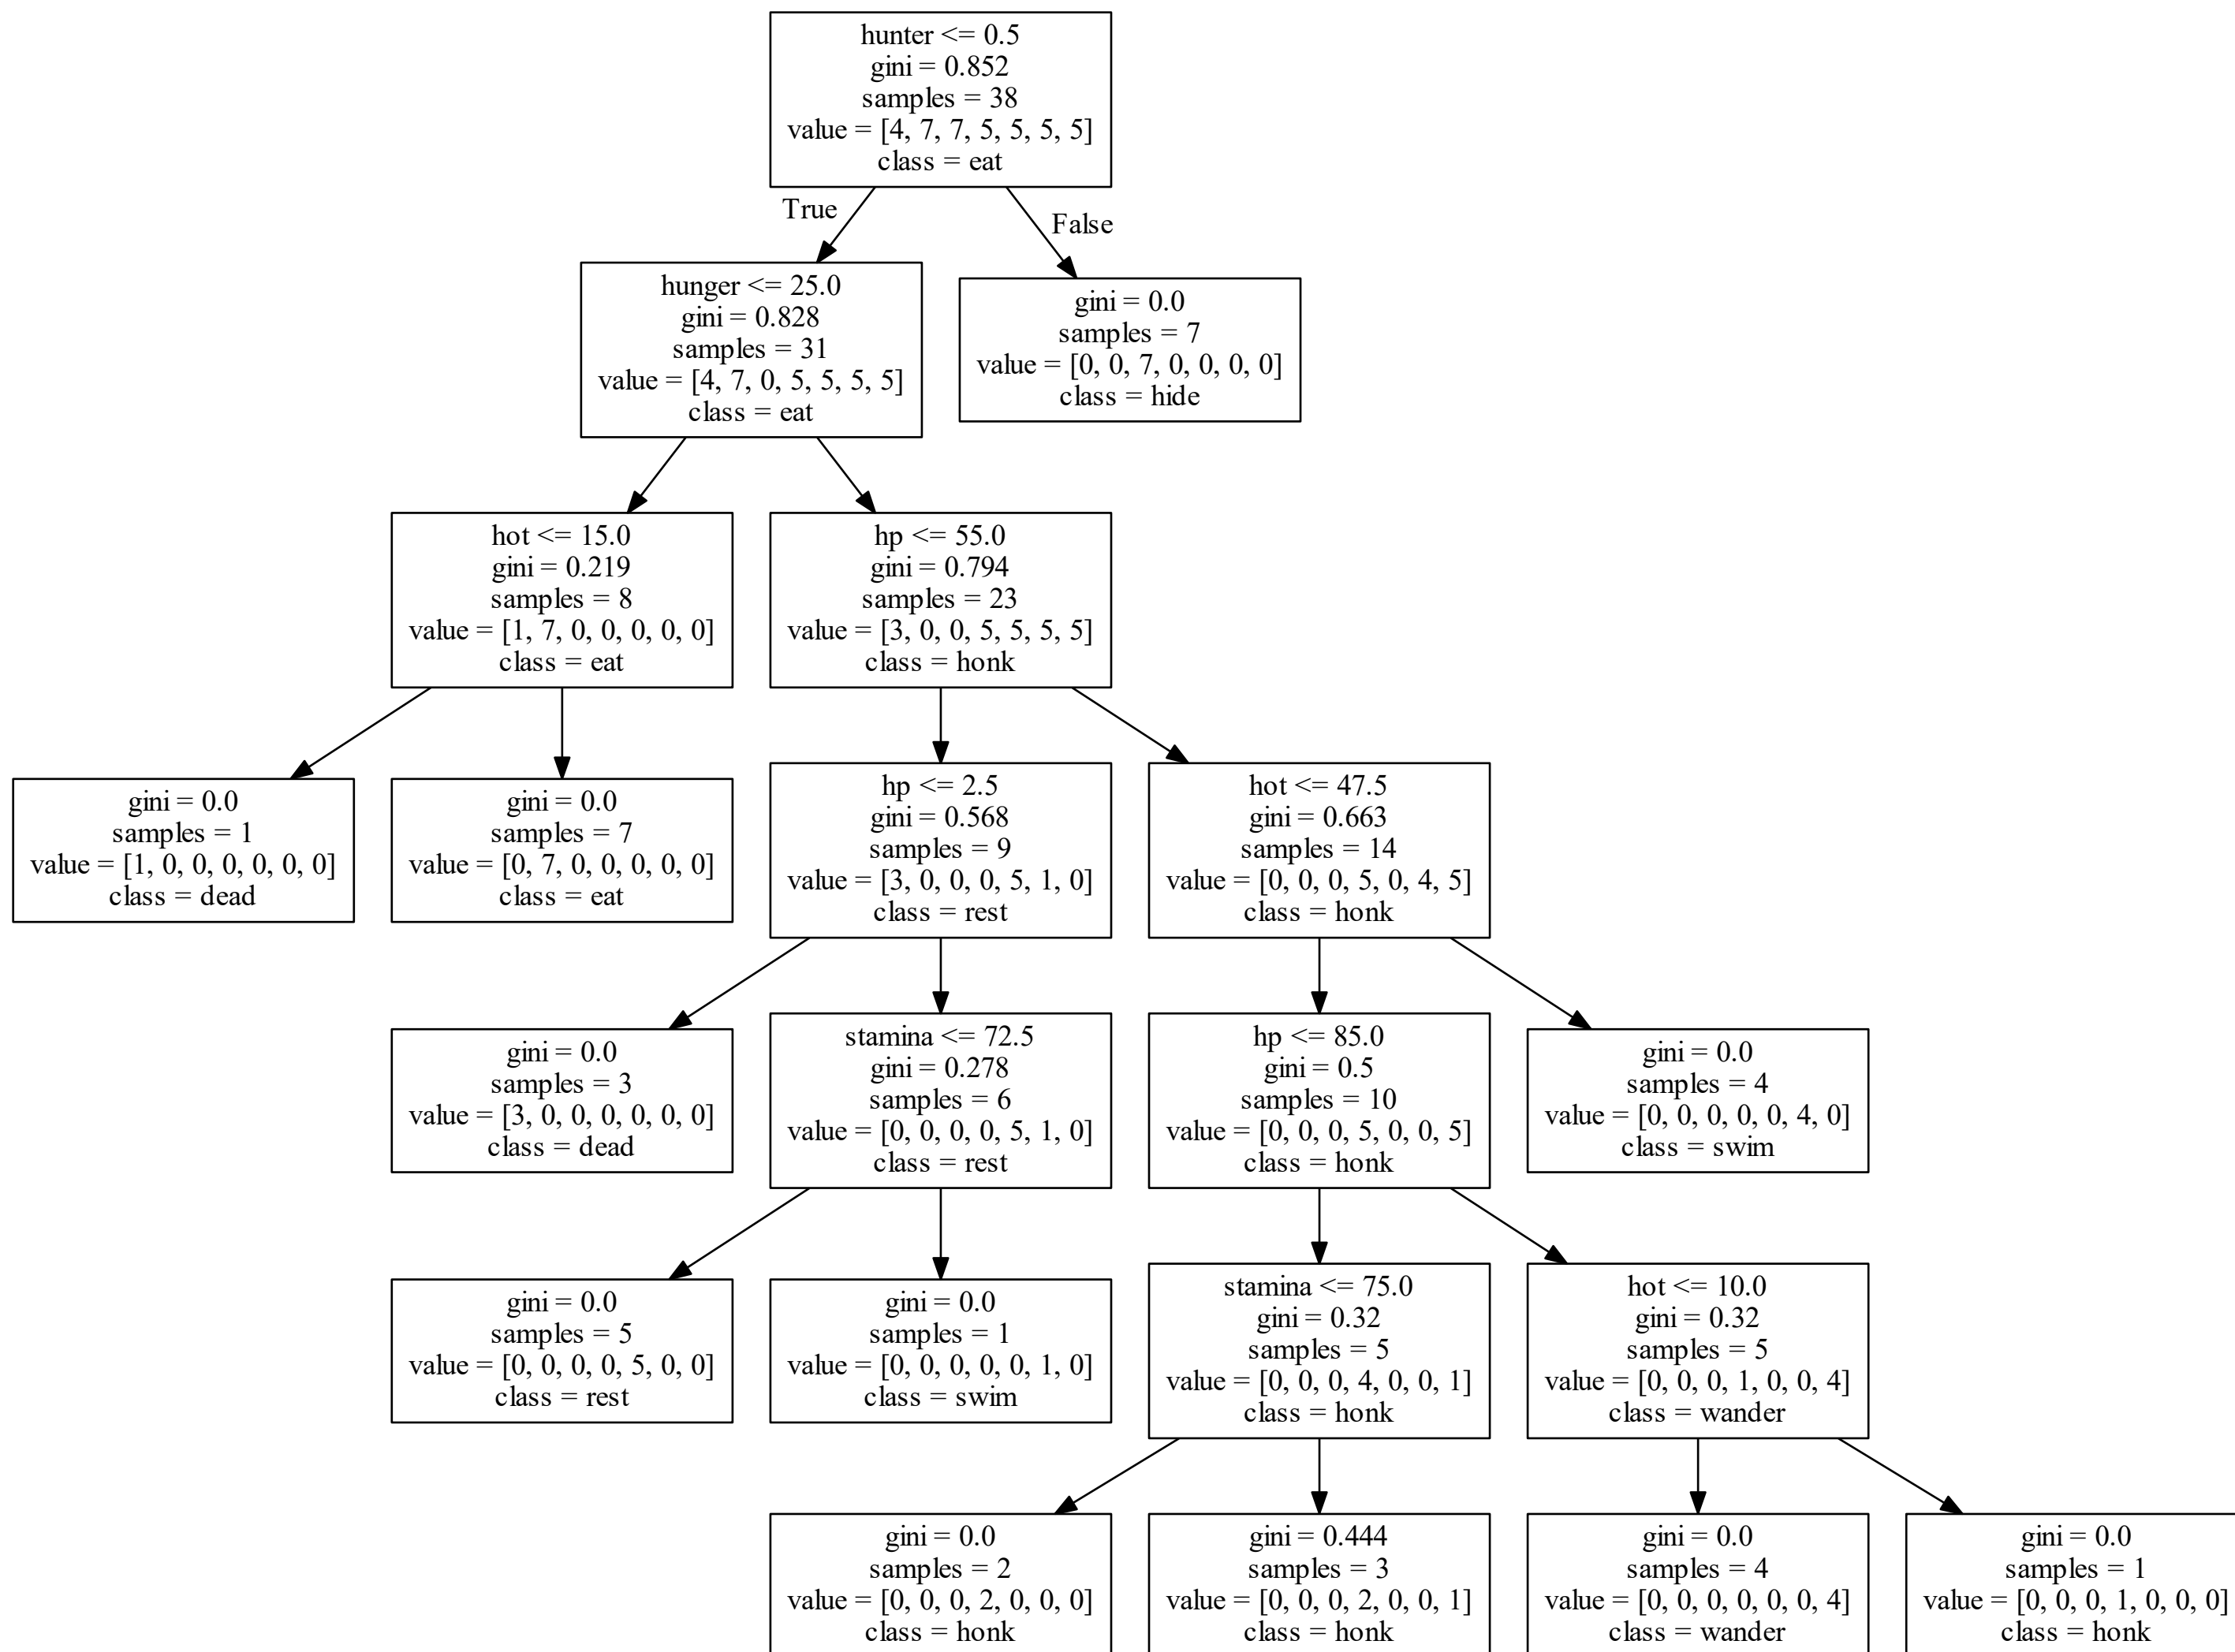 hunter <= 0.5
gini = 0.852
samples = 38
value = [4, 7, 7, 5, 5, 5, 5]
class = eat
True
False
hunger <= 25.0
gini = 0.828
samples = 31
value = [4, 7, 0, 5, 5, 5, 5]
class = eat
gini = 0.0
samples = 7
value = [0, 0, 7, 0, 0, 0, 0]
class = hide
hot <= 15.0
gini = 0.219
samples = 8
value = [1, 7, 0, 0, 0, 0, 0]
class = eat
hp <= 55.0
gini = 0.794
samples = 23
value = [3, 0, 0, 5, 5, 5, 5]
class = honk
gini = 0.0
samples = 1
value = [1, 0, 0, 0, 0, 0, 0]
class = dead
gini = 0.0
samples = 7
value = [0, 7, 0, 0, 0, 0, 0]
class = eat
hp <= 2.5
gini = 0.568
samples = 9
value = [3, 0, 0, 0, 5, 1, 0]
class = rest
hot <= 47.5
gini = 0.663
samples = 14
value = [0, 0, 0, 5, 0, 4, 5]
class = honk
gini = 0.0
samples = 3
value = [3, 0, 0, 0, 0, 0, 0]
class = dead
stamina <= 72.5
gini = 0.278
samples = 6
value = [0, 0, 0, 0, 5, 1, 0]
class = rest
hp <= 85.0
gini = 0.5
samples = 10
value = [0, 0, 0, 5, 0, 0, 5]
class = honk
gini = 0.0
samples = 4
value = [0, 0, 0, 0, 0, 4, 0]
class = swim
gini = 0.0
samples = 5
value = [0, 0, 0, 0, 5, 0, 0]
class = rest
gini = 0.0
samples = 1
value = [0, 0, 0, 0, 0, 1, 0]
class = swim
stamina <= 75.0
gini = 0.32
samples = 5
value = [0, 0, 0, 4, 0, 0, 1]
class = honk
hot <= 10.0
gini = 0.32
samples = 5
value = [0, 0, 0, 1, 0, 0, 4]
class = wander
gini = 0.0
samples = 2
value = [0, 0, 0, 2, 0, 0, 0]
class = honk
gini = 0.444
samples = 3
value = [0, 0, 0, 2, 0, 0, 1]
class = honk
gini = 0.0
samples = 4
value = [0, 0, 0, 0, 0, 0, 4]
class = wander
gini = 0.0
samples = 1
value = [0, 0, 0, 1, 0, 0, 0]
class = honk